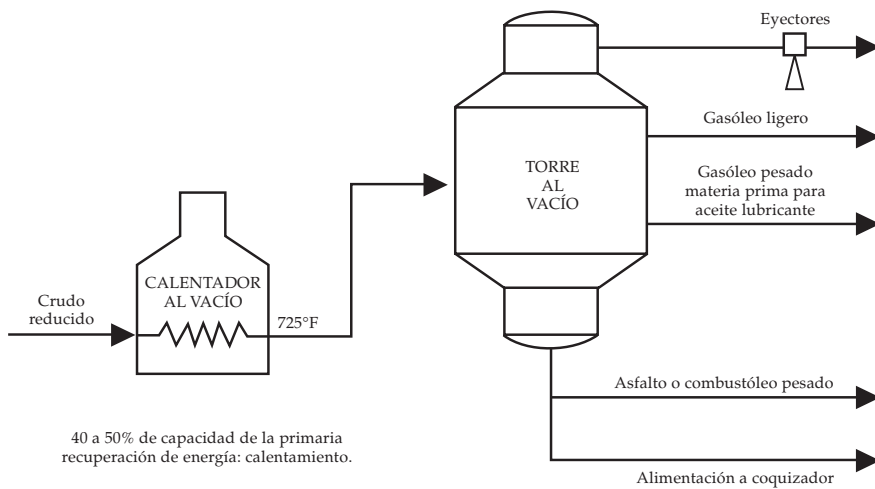 Eyectores
Gasóleo ligero
Gasóleo pesado
materia prima para
aceite lubricante
TORRE
AL
VACÍO
CALENTADOR
AL VACÍO
Crudo
reducido
725°F
Asfalto o combustóleo pesado
40 a 50% de capacidad de la primaria
recuperación de energía: calentamiento.
Alimentación a coquizador